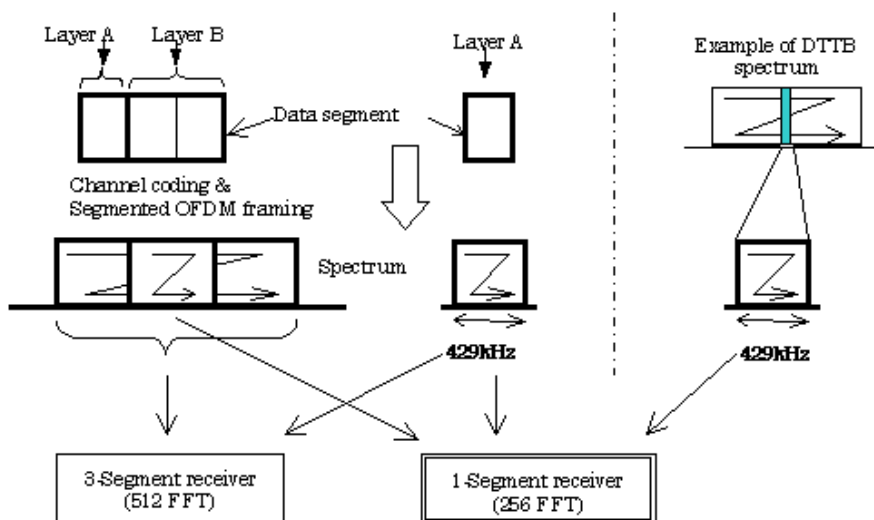 Layer A
Layer B
Layer A
Example of DTTB
spectrum
Data segment
Channel coding &
Segmented OFDM framing
Spectrum
429kHz
429kHz
3-Segment receiver
(512 FFT)
1-Segment receiver
(256 FFT)